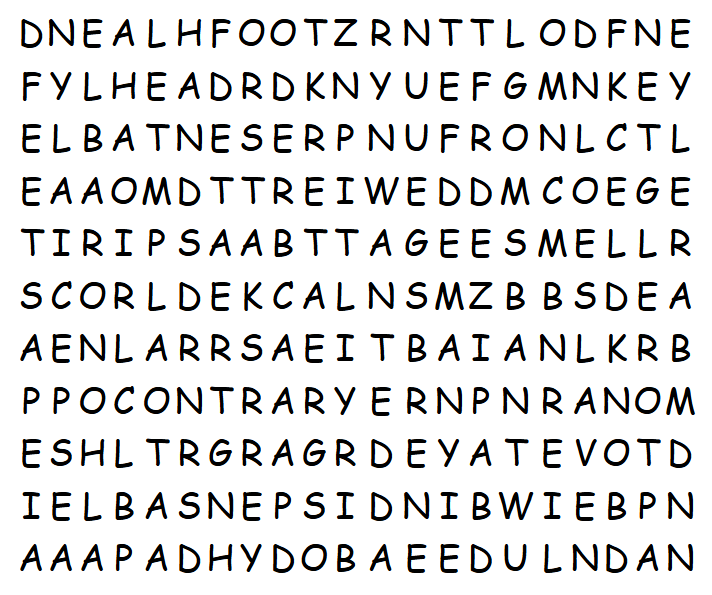 DNEALHFOOTZRNTTLODFNE
FYLHEADRDKNYUEFGMNKEY
ELBATNESERPNUFRONLCTL
EAAOMDTTREIWEDDMCOEGE
TIRIPSAABTTAGEESMELLR
SCORLDEKCALNSMZBBSDEA
AENLARRSAEITBAIANLKRB
PPOCONTRARYERNPNRANOM
ESHLTRGRAGRDEYATEVOTD
IELBASNEPSIDNIBWIEBPN
AAAPADHYDOBAEEDULNDAN